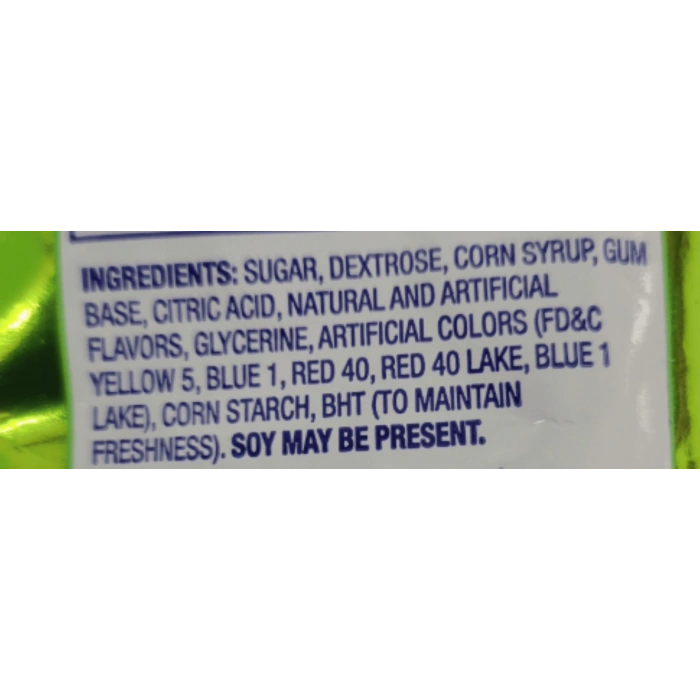 INGREDIENTS: SUGAR, DEXTROSE, CORN SYRUP, GUM
BASE, CITRIC ACID, NATURAL AND ARTIFICIAL
FLAVORS, GLYCERINE, ARTIFICIAL COLORS (FD&C
YELLOW 5, BLUE 1, RED 40, RED 40 LAKE, BLUE 1
LAKE), CORN STARCH, BHT (TO MAINTAIN
FRESHNESS). SOY MAY BE PRESENT.